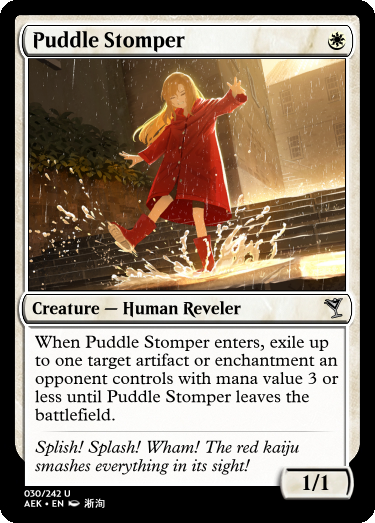 Puddle Stomper
Creature — Human Reveler
When Puddle Stomper enters, exile up
to one target artifact or enchantment an
opponent controls with mana value 3 or
less until Puddle Stomper leaves the
battlefield.
Splish! Splash! Wham! The red kaiju
smashes everything in its sight!
1/1
030/242 U
AEK • EN 淅洵